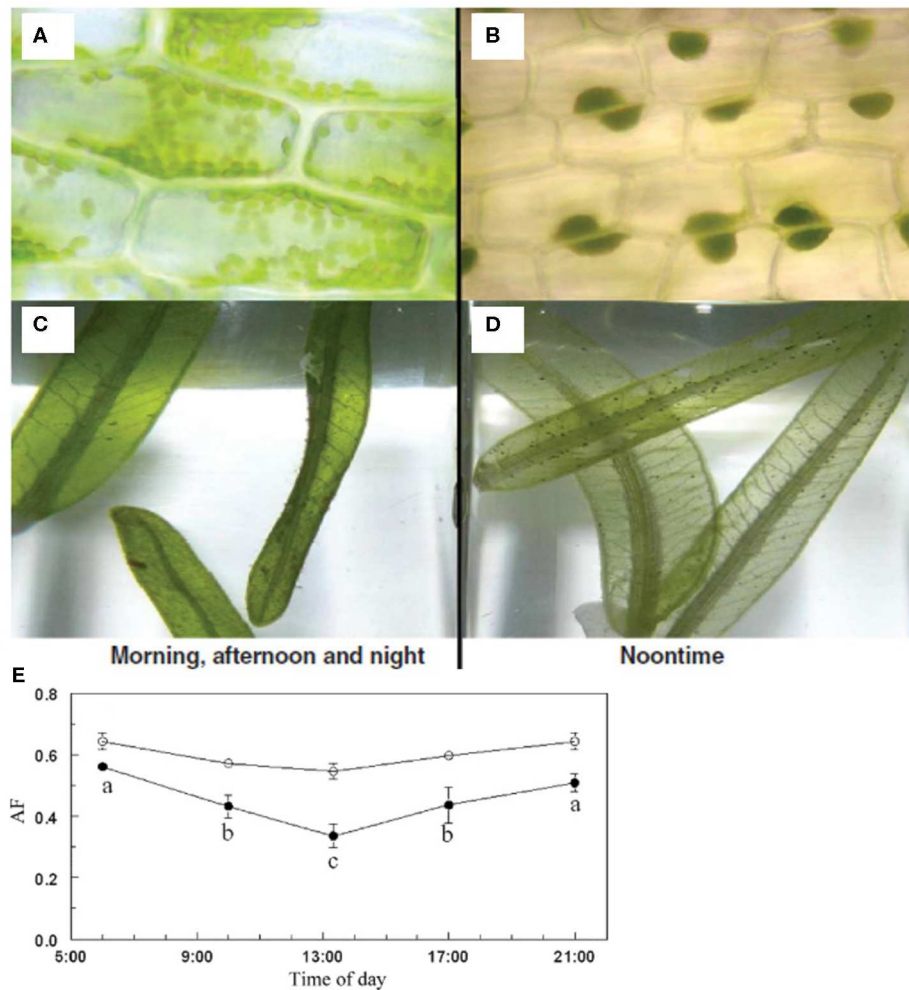 A
B
C
D
Morning, afternoon and night
Noontime
E
0.8
0.6
0.4
0.2
0.0
AF
a
b
c
b
a
5:00
9:00
13:00
17:00
21:00
Time of day